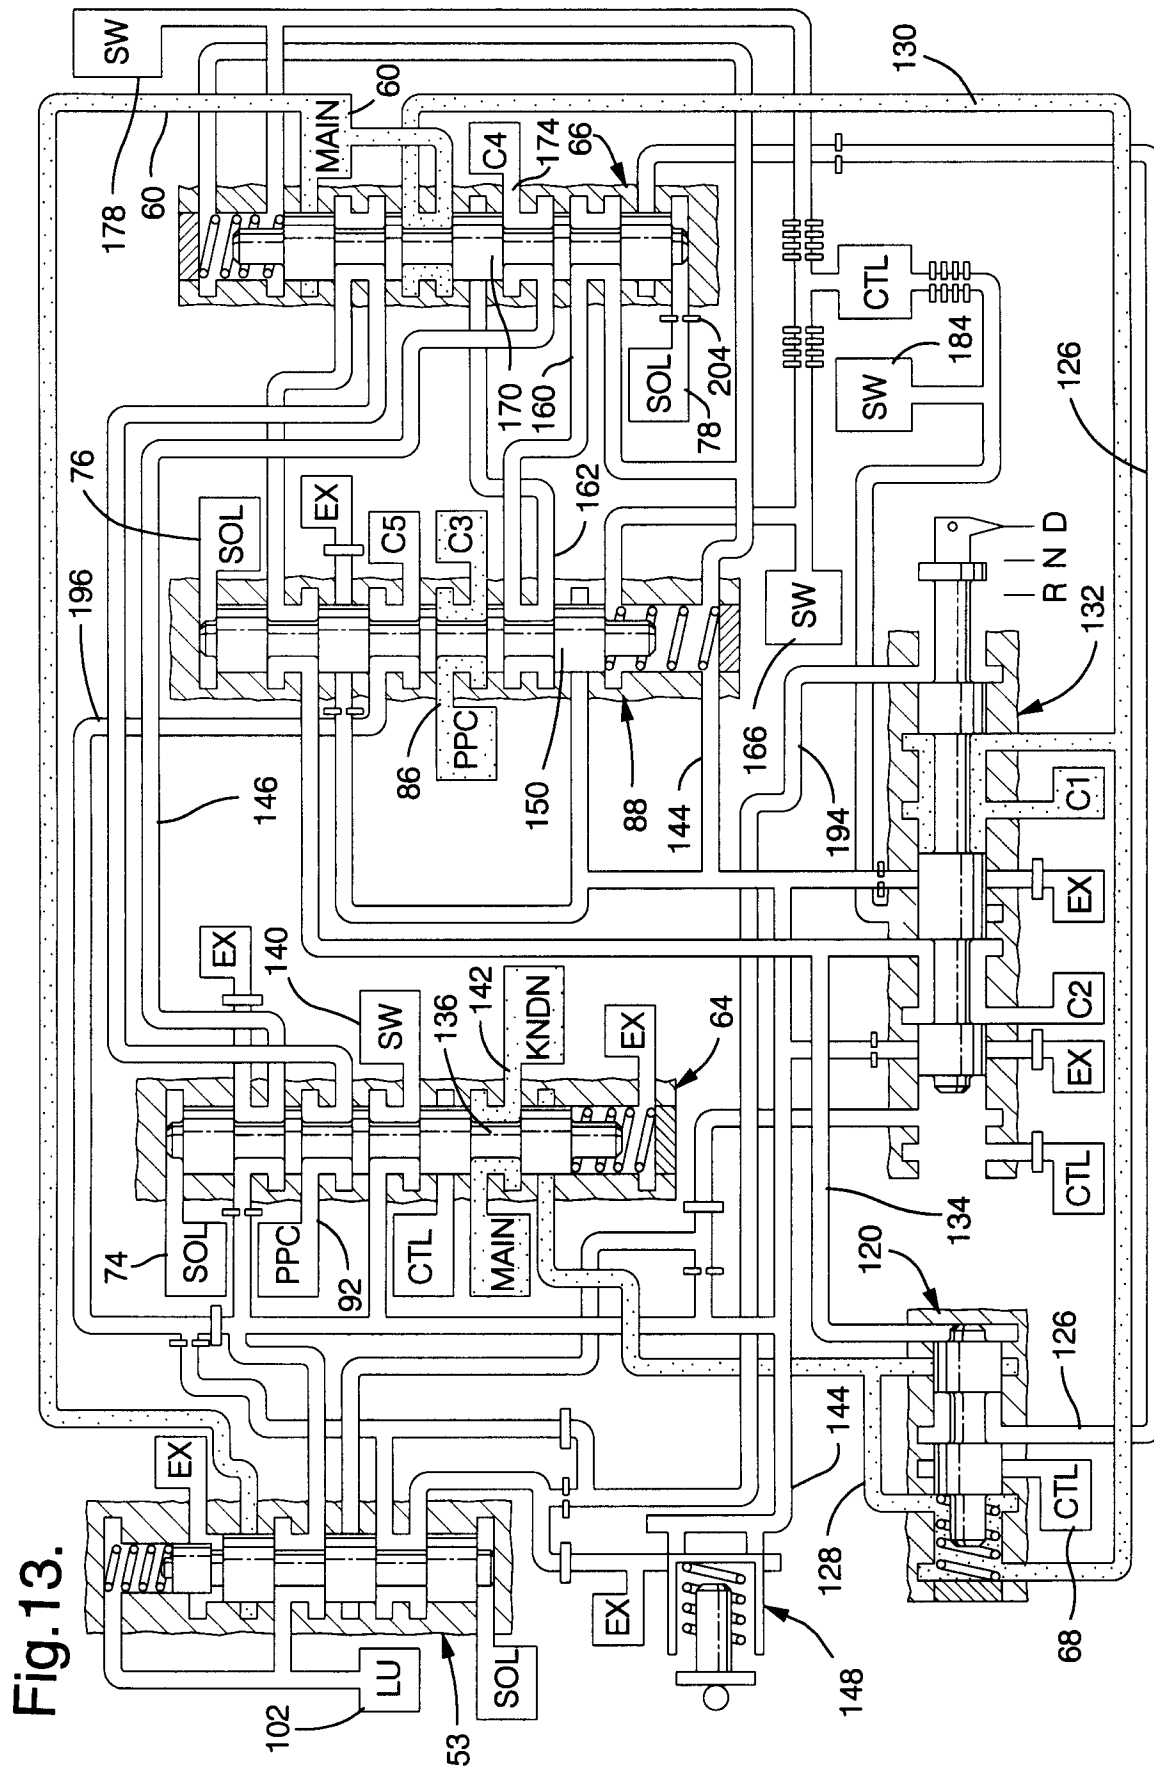 Fig.13.
SW
178
60
MAIN
60
130
C4
174
66
76
SOL
EX
196
C5
C3
162
160
170
SOL
78
204
CTL
SW
184
126
146
86
PPC
150
88
144
SW
166
194
R N D
132
C1
EX
140
EX
SW
136
142
KNDN
EX
64
C2
EX
CTL
74
SOL
PPC
92
CTL
MAIN
134
120
126
EX
144
128
CTL
68
LU
102
53
SOL
EX
148